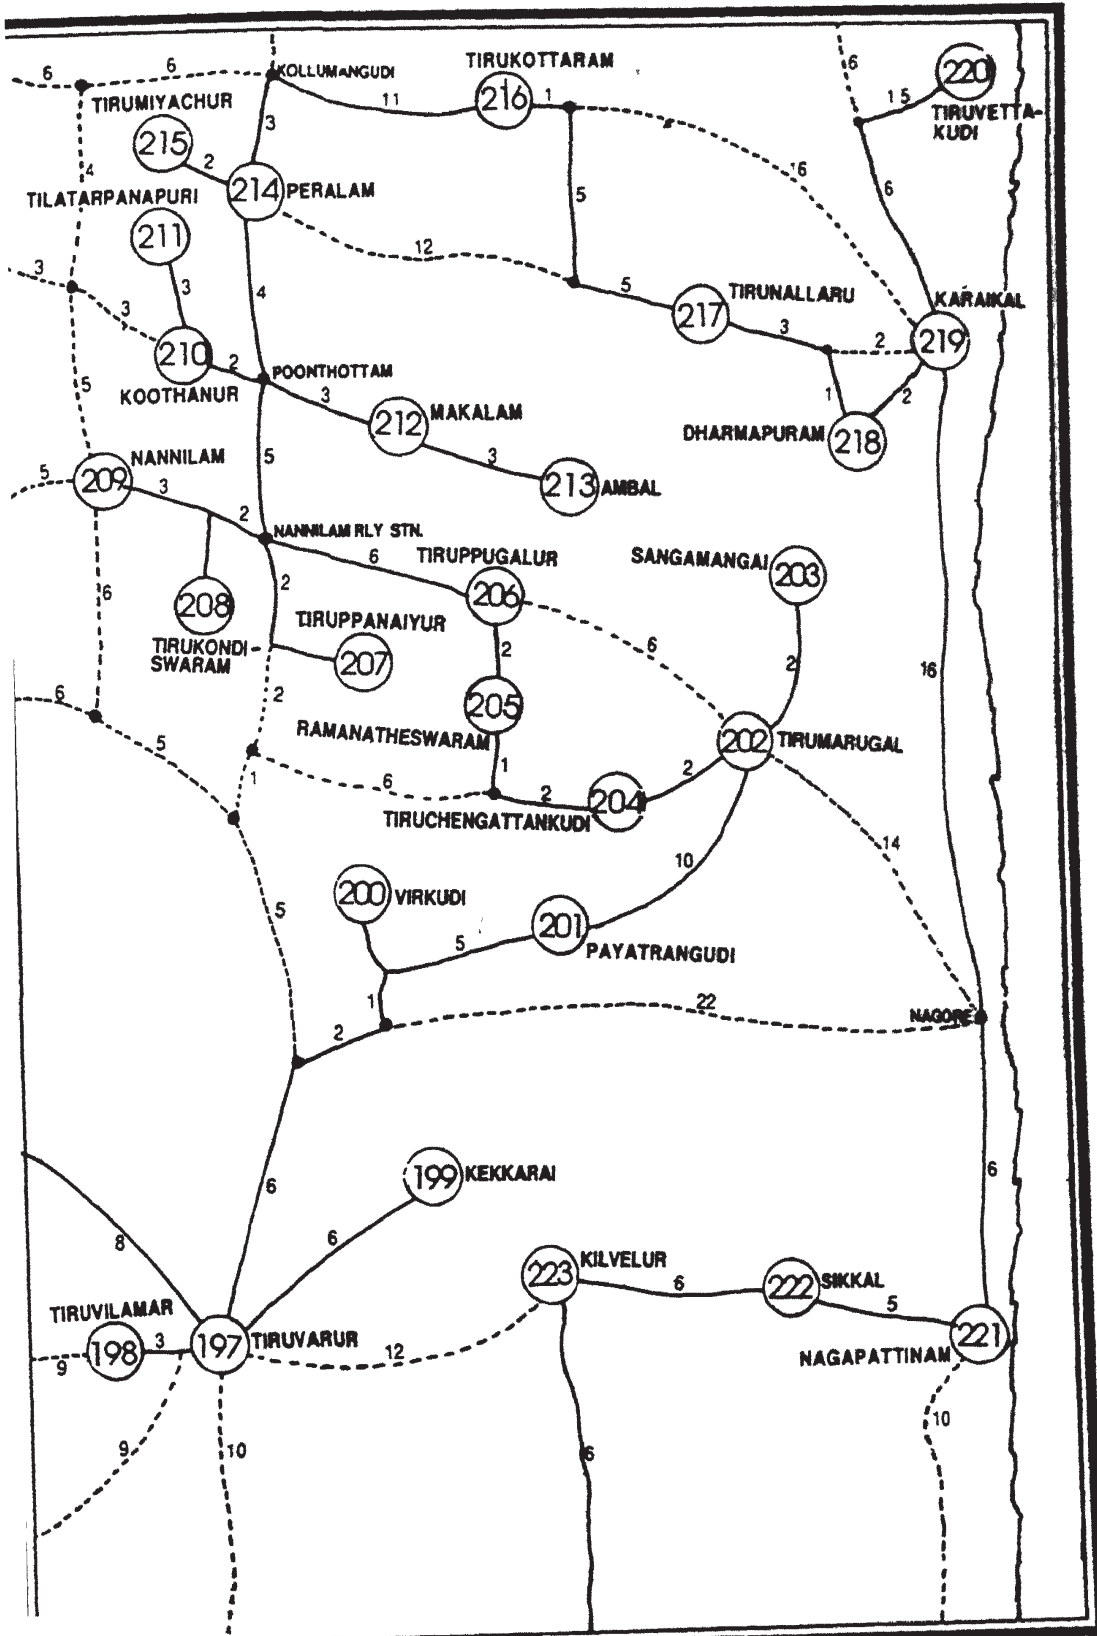 TIRUKOTTARAM
6
220
6
6
KOLLUMANGUDI
216
1
15
TIRUVETTA-
KUDI
TIRUMIYACHUR
11
3
215
2
16
4
214
PERALAM
5
6
TILATARPANAPURI
211
12
3
3
4
5
TIRUNALLARU
KARAIKAL
217
3
3
2
219
210
2
POONTHOTTAM
5
1
2
KOOTHANUR
3
212
MAKALAM
DHARMAPURAM
218
NANNILAM
5
3
5
209
3
213
AMBAL
2
NANNILAM RLY STN.
6
TIRUPPUGALUR
SANGAMANGAI
203
6
208
2
206
TIRUPPANAIYUR
TIRUKONDI-
SWARAM
207
2
6
2
16
6
2
205
RAMANATHESWARAM
202
TIRUMARUGAL
5
1
6
1
2
204
2
TIRUCHENGATTANKUDI
14
10
200
VIRKUDI
5
201
5
PAYATRANGUDI
1
22
NAGORE
2
199
KEKKARAI
6
6
8
6
223
KILVELUR
6
222
SIKKAL
5
TIRUVILAMAR
198
3
197
TIRUVARUR
221
9
12
NAGAPATTINAM
9
10
6
10